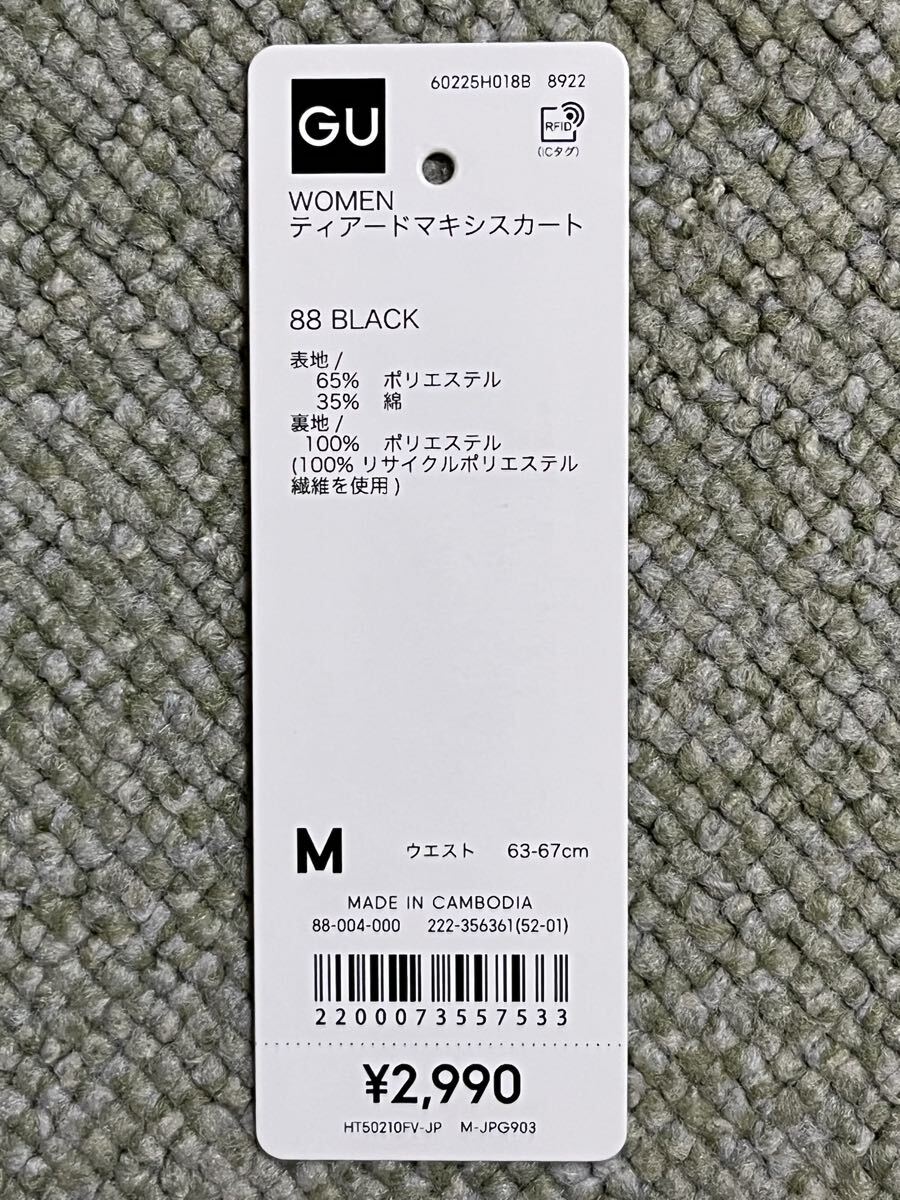 60225H018B 8922
GU
RFID
(ICタグ)
WOMEN
ティアードマキシスカート
88 BLACK
表地 /
65% ポリエステル
35% 綿
裏地 /
100% ポリエステル
(100% リサイクルポリエステル
繊維を使用 )
M ウエスト 63-67cm
MADE IN CAMBODIA
88-004-000 222-356361(52-01)
2200073557533
¥2,990
HT50210FV-JP M-JPG903